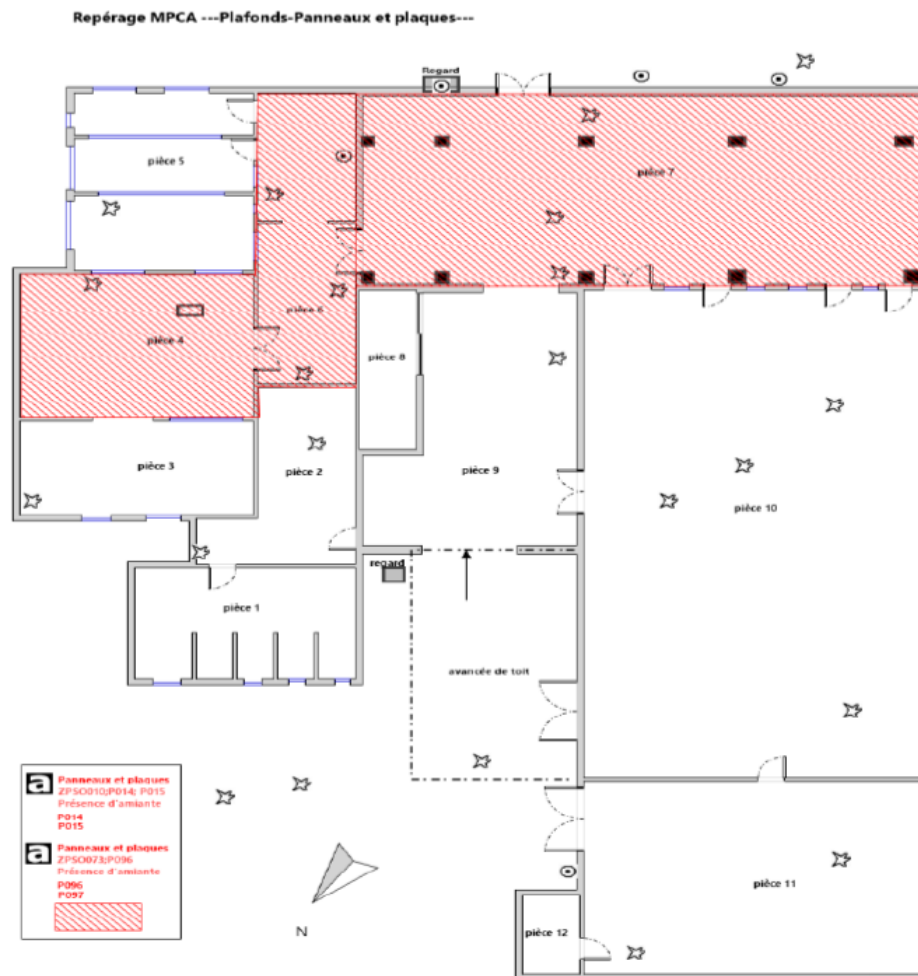 Repérage MPCA ---Plafonds-Panneaux et plaques---
Regard
pièce 5
pièce 7
pièce 6
pièce 4
pièce 8
pièce 3
pièce 2
pièce 9
pièce 10
regard
pièce 1
avancée de toit
a Panneaux et plaques
ZPSO010;P014; P015
Présence d'amiante
P014
P015
a Panneaux et plaques
ZPSO073;P096
Présence d'amiante
P096
P097
pièce 11
N
pièce 12